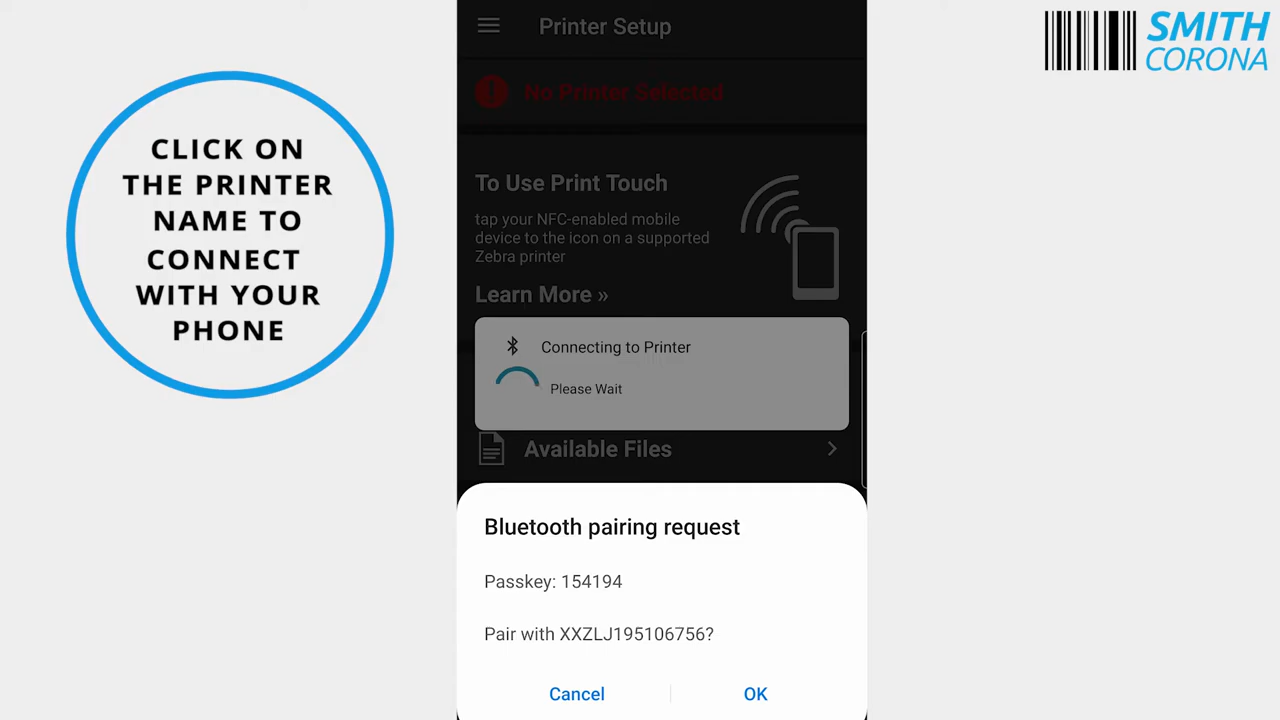 SMITH
CORONA
CLICK ON
THE PRINTER
NAME TO
CONNECT
WITH YOUR
PHONE
Printer Setup
No Printer Selected
To Use Print Touch
tap your NFC-enabled mobile
device to the icon on a supported
Zebra printer
Learn More »
Connecting to Printer
Please Wait
Available Files
Bluetooth pairing request
Passkey: 154194
Pair with XXZLJ195106756?
Cancel
OK